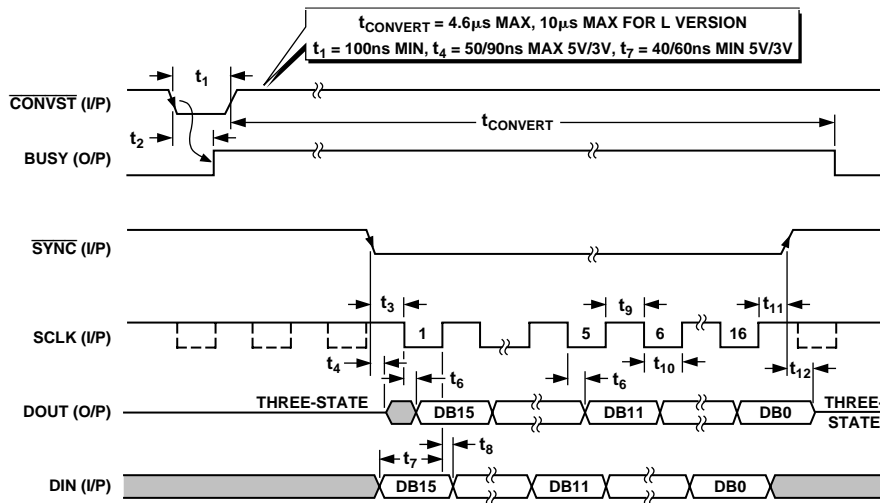 tCONVERT = 4.6μs MAX, 10μs MAX FOR L VERSION
t1 = 100ns MIN, t4 = 50/90ns MAX 5V/3V, t7 = 40/60ns MIN 5V/3V
t1
CONVST (I/P)
tCONVERT
t2
BUSY (O/P)
SYNC (I/P)
t3
t9
t11
SCLK (I/P)
1
5
6
16
t4
t6
t6
t10
t12
DOUT (O/P)
THREE-STATE
DB15
DB11
DB0
THREE-
STATE
t7
t8
DIN (I/P)
DB15
DB11
DB0